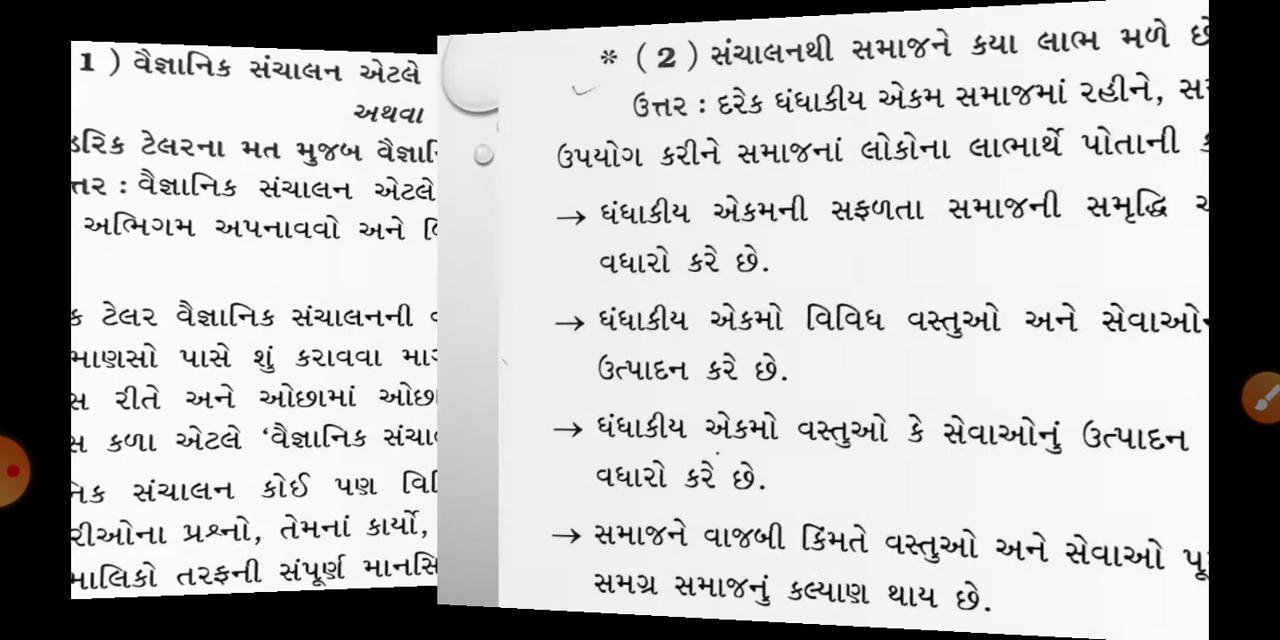 1 ) વૈજ્ઞાનિક સંચાલન એટલે
અથવા
ડરિક ટેલરના મત મુજબ
ત્તર : વૈજ્ઞાનિક સંચાલન એટલે
અભિગમ અપનાવવો અને
ક ટેલર વૈજ્ઞાનિક સંચાલનની
માણસો પાસે શું કરાવવા
રીતે અને ઓછામાં
કળા એટલે ‘વૈજ્ઞાનિક
સંચાલન કોઈ પણ
રીઓના પ્રશ્નો, તેમનાં કાર્યો,
માલિકો તરફની સંપૂર્ણ
* ( 2 ) સંચાલનથી સમાજને કયા લાભ મળે છે
ઉત્તર : દરેક ધંધાકીય એકમ સમાજમાં રહીને,
ઉપયોગ કરીને સમાજનાં લોકોના લાભાર્થે પોતાની
→ ધંધાકીય એકમની સફળતા સમાજની સમૃદ્ધિ
વધારો કરે છે.
→ ધંધાકીય એકમો વિવિધ વસ્તુઓ અને
ઉત્પાદન કરે છે.
→ ધંધાકીય એકમો વસ્તુઓ કે સેવાઓનું ઉત્પાદન
વધારો કરે છે.
→ સમાજને વાજબી કિંમતે વસ્તુઓ અને સેવાઓ
સમગ્ર સમાજનું કલ્યાણ થાય છે.